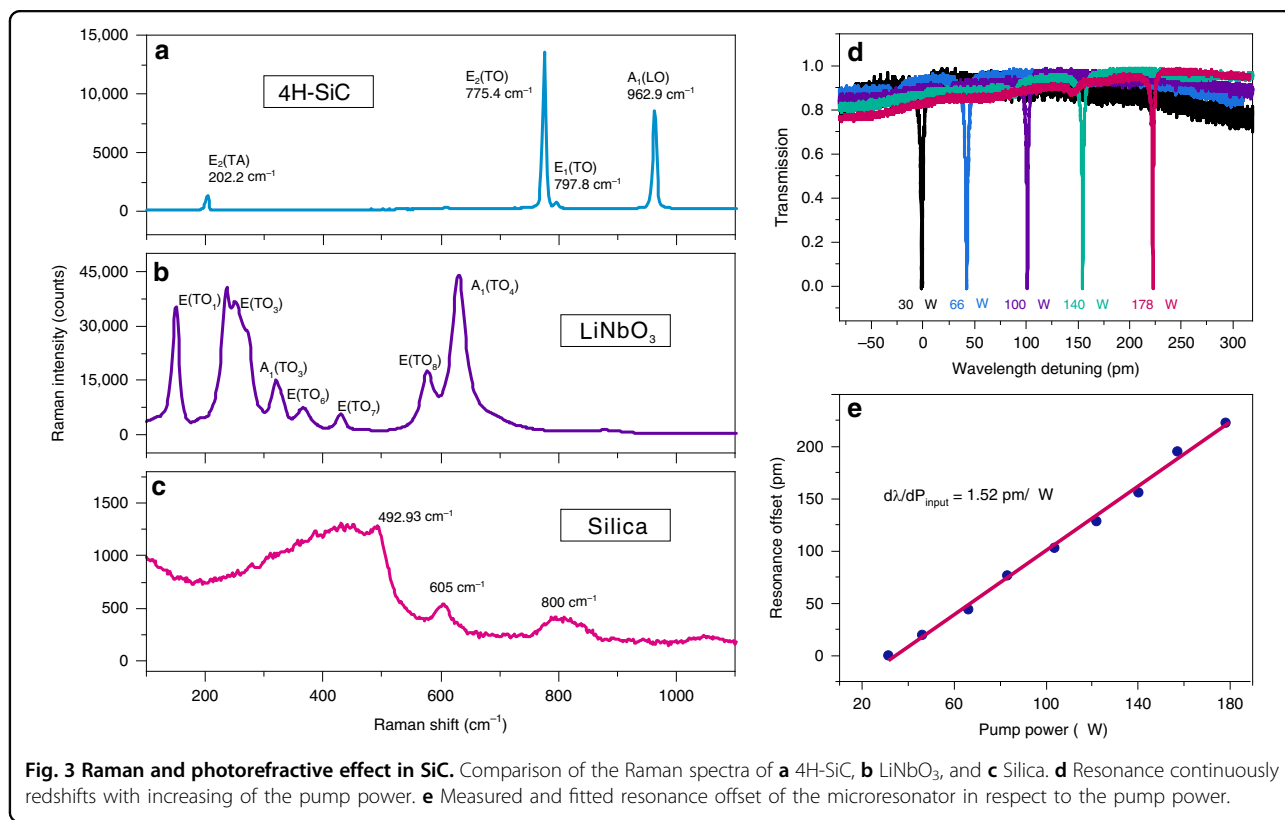 a
4H-SiC
15,000
10,000
5000
0
E₂(TA)
202.2 cm⁻¹
E₂(TO)
775.4 cm⁻¹
E₁(TO)
797.8 cm⁻¹
A₁(LO)
962.9 cm⁻¹
Raman intensity (counts)
b
LiNbO₃
45,000
30,000
15,000
0
E(TO₁)
E(TO₃)
A₁(TO₃)
E(TO₆)
E(TO₇)
E(TO₈)
A₁(TO₄)
c
Silica
1500
1000
500
0
492.93 cm⁻¹
605 cm⁻¹
800 cm⁻¹
200 400 600 800 1000
Raman shift (cm⁻¹)
d
Transmission
1.0
0.8
0.6
0.4
0.2
0.0
30 W 66 W 100 W 140 W 178 W
−50 0 50 100 150 200 250 300
Wavelength detuning (pm)
e
Resonance offset (pm)
200
150
100
50
0
dλ/dP_input = 1.52 pm/ W
20 60 100 140 180
Pump power ( W)
Fig. 3 Raman and photorefractive effect in SiC. Comparison of the Raman spectra of a 4H-SiC, b LiNbO₃, and c Silica. d Resonance continuously
redshifts with increasing of the pump power. e Measured and fitted resonance offset of the microresonator in respect to the pump power.